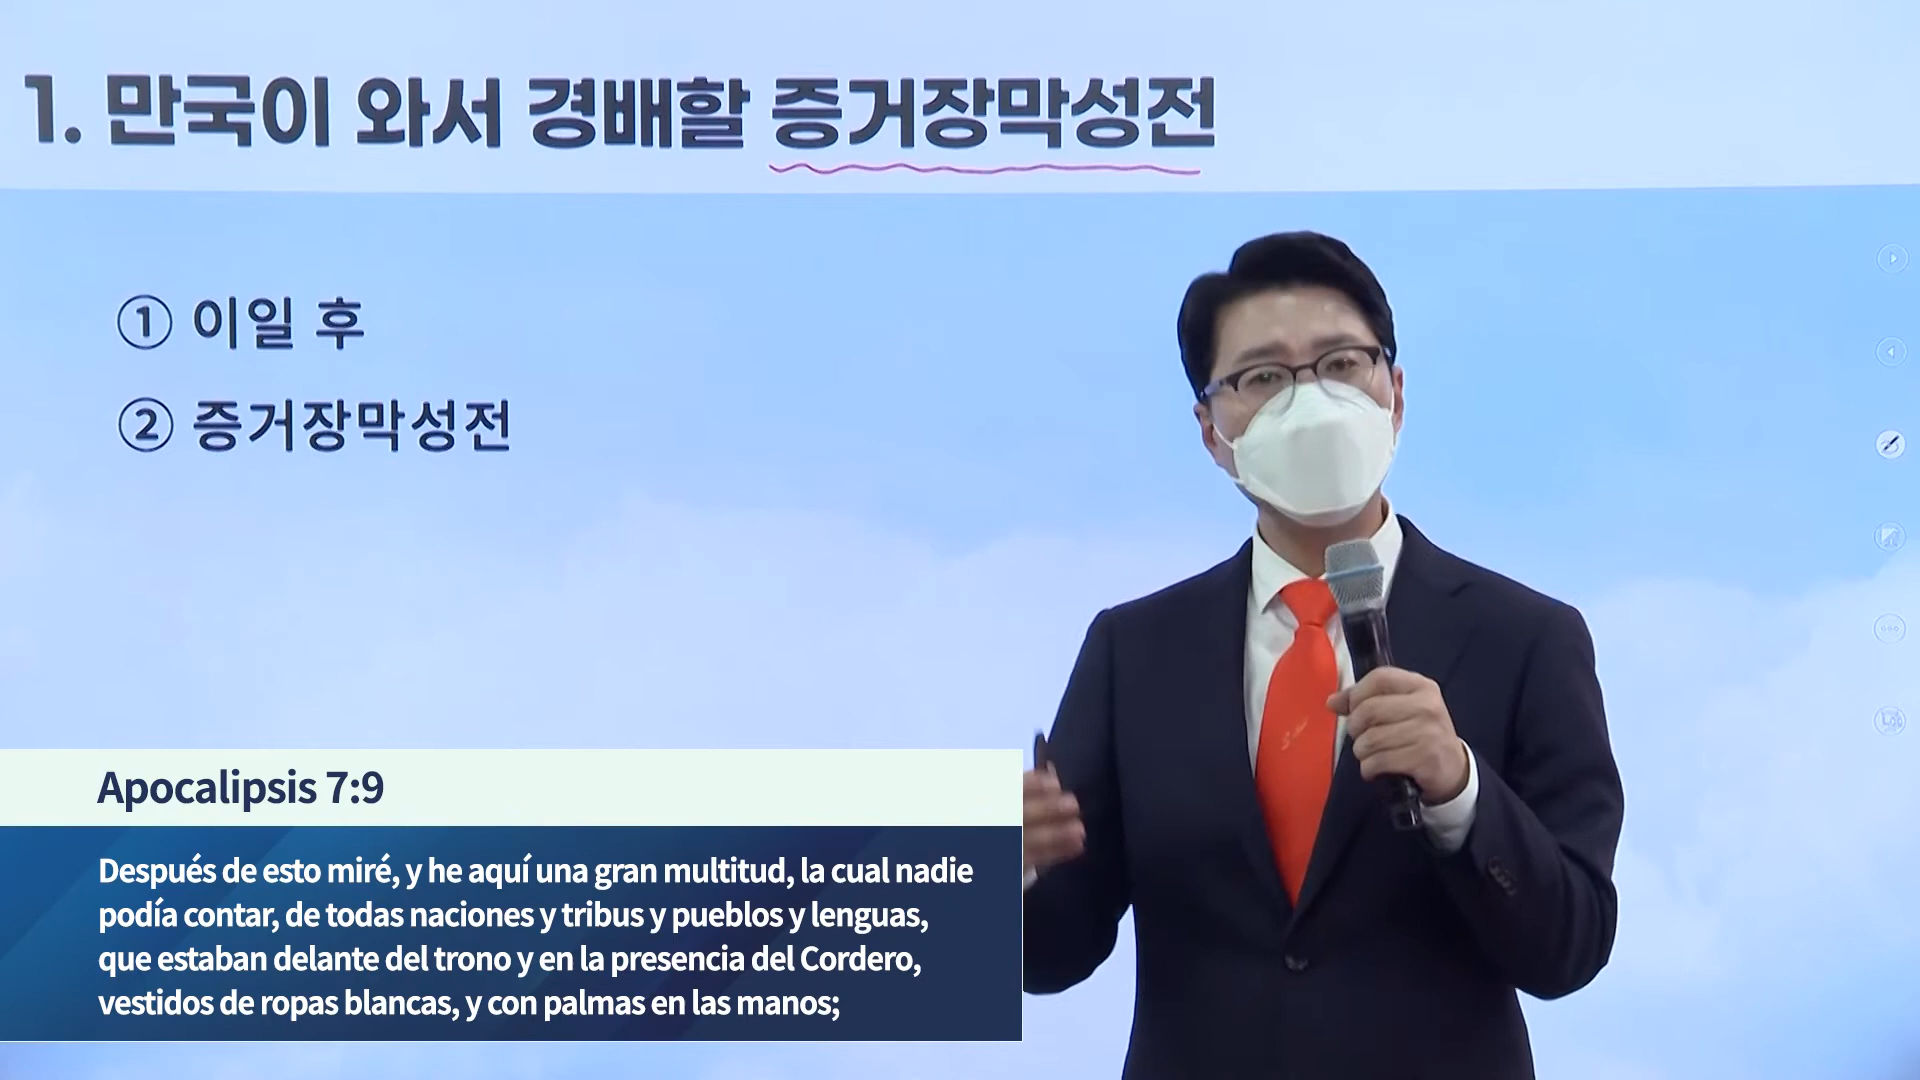 1. 만국이 와서 경배할 증거장막성전
① 이일 후
② 증거장막성전
Apocalipsis 7:9
Después de esto miré, y he aquí una gran multitud, la cual nadie
podía contar, de todas naciones y tribus y pueblos y lenguas,
que estaban delante del trono y en la presencia del Cordero,
vestidos de ropas blancas, y con palmas en las manos;